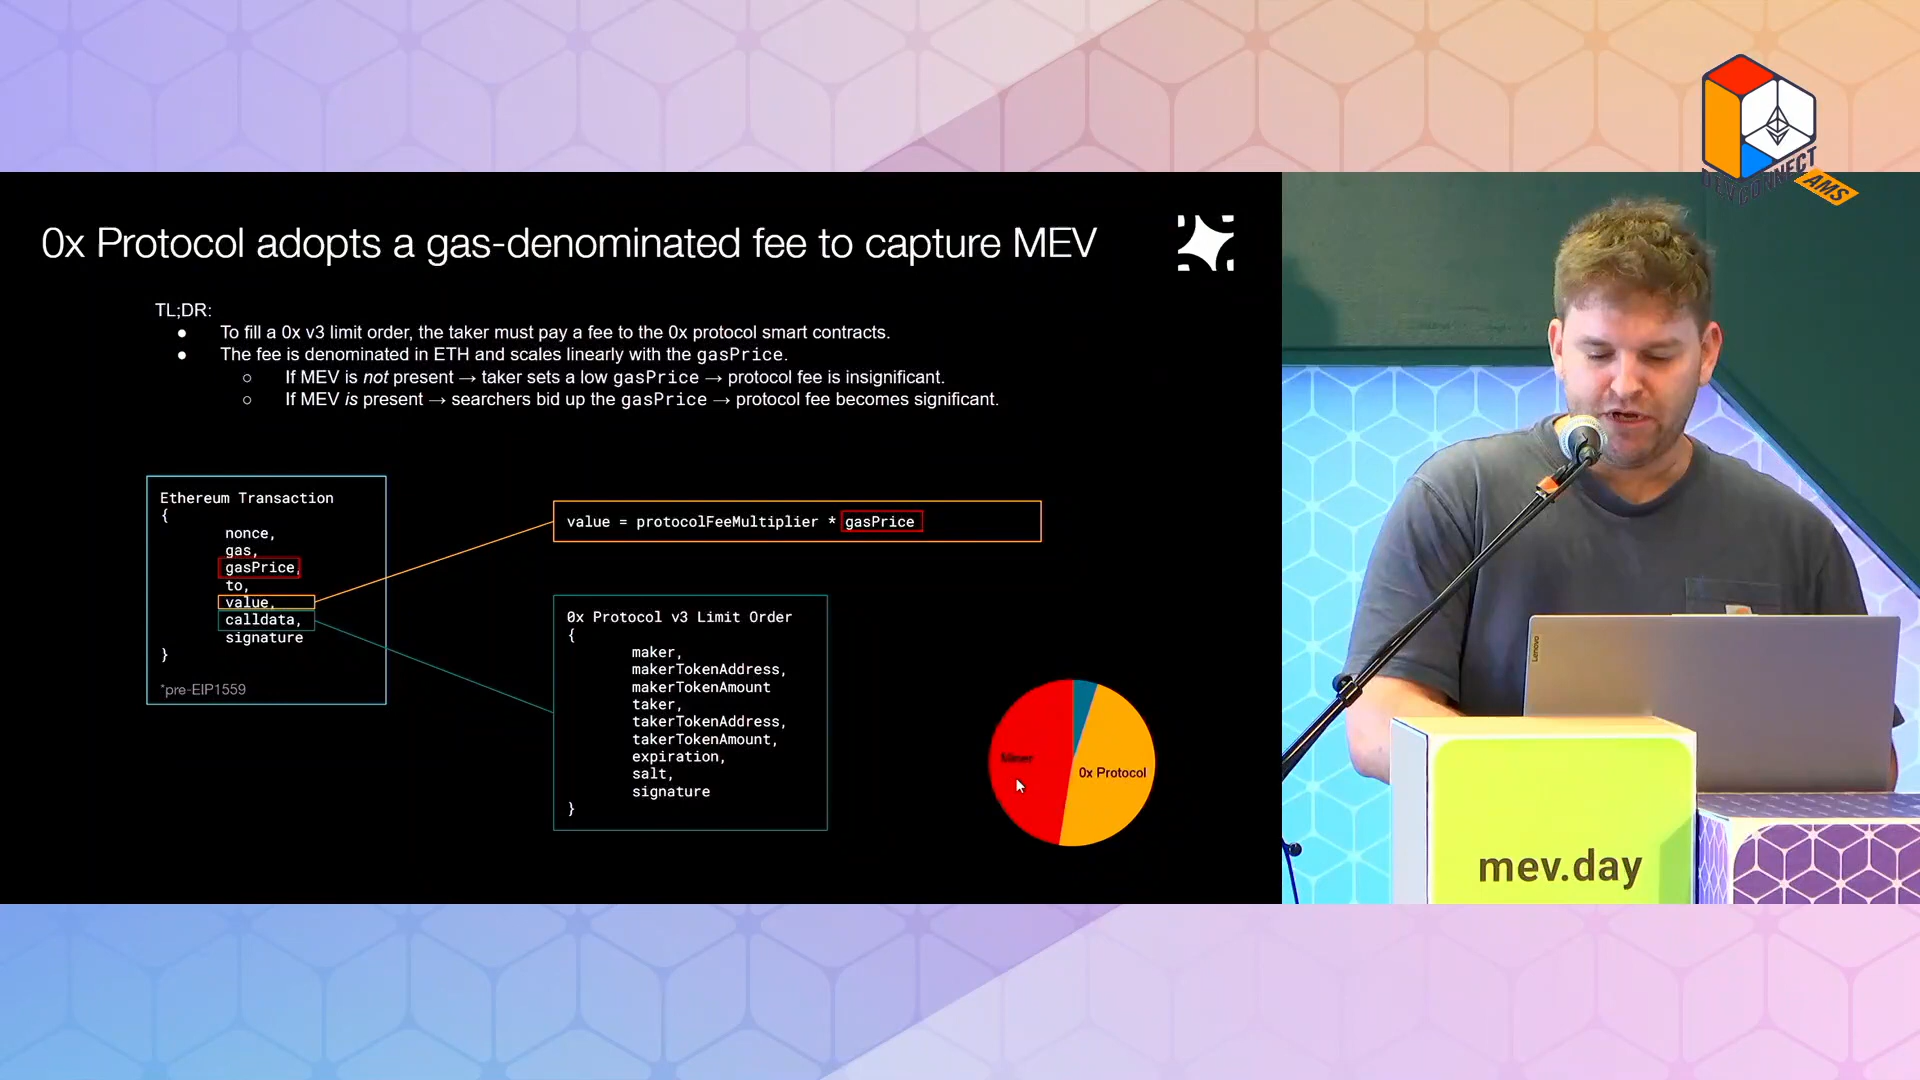 DEVCONNECT
AMS
0x Protocol adopts a gas-denominated fee to capture MEV
TL;DR:
● To fill a 0x v3 limit order, the taker must pay a fee to the 0x protocol smart contracts.
● The fee is denominated in ETH and scales linearly with the gasPrice.
○ If MEV is not present → taker sets a low gasPrice → protocol fee is insignificant.
○ If MEV is present → searchers bid up the gasPrice → protocol fee becomes significant.
Ethereum Transaction
{
nonce,
gas,
gasPrice,
to,
value,
calldata,
signature
}
*pre-EIP1559
value = protocolFeeMultiplier * gasPrice
0x Protocol v3 Limit Order
{
maker,
makerTokenAddress,
makerTokenAmount
taker,
takerTokenAddress,
takerTokenAmount,
expiration,
salt,
signature
}
Miner
0x Protocol
Lenovo
mev.day